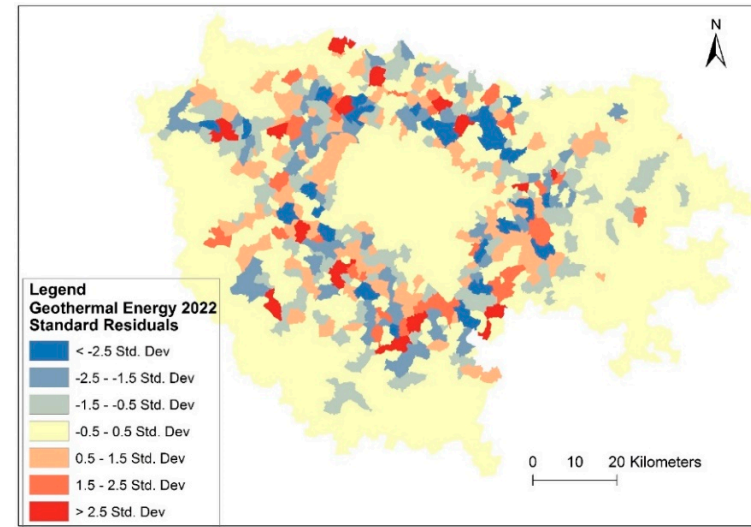 N
Legend
Geothermal Energy 2022
Standard Residuals
< -2.5 Std. Dev
-2.5 - -1.5 Std. Dev
-1.5 - -0.5 Std. Dev
-0.5 - 0.5 Std. Dev
0.5 - 1.5 Std. Dev
1.5 - 2.5 Std. Dev
> 2.5 Std. Dev
0 10 20 Kilometers